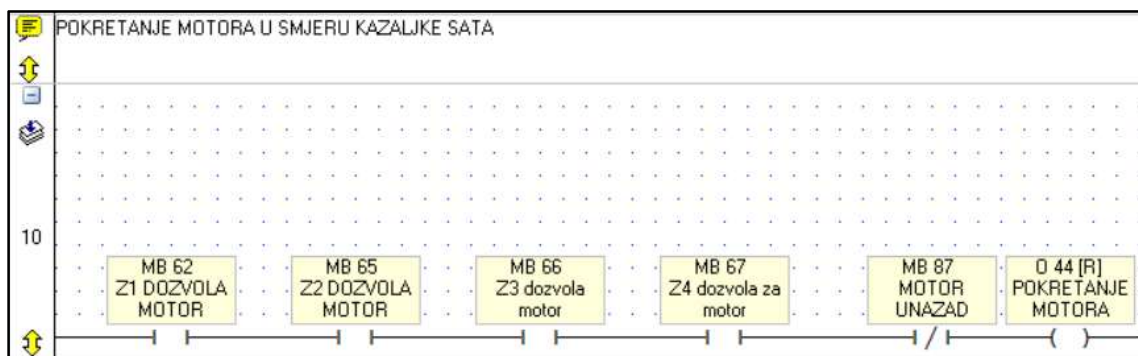 POKRETANJE MOTORA U SMJERU KAZALJKE SATA
10
MB 62
Z1 DOZVOLA
MOTOR
MB 65
Z2 DOZVOLA
MOTOR
MB 66
Z3 dozvola
motor
MB 67
Z4 dozvola za
motor
MB 87
MOTOR
UNAZAD
O 44 [R]
POKRETANJE
MOTORA